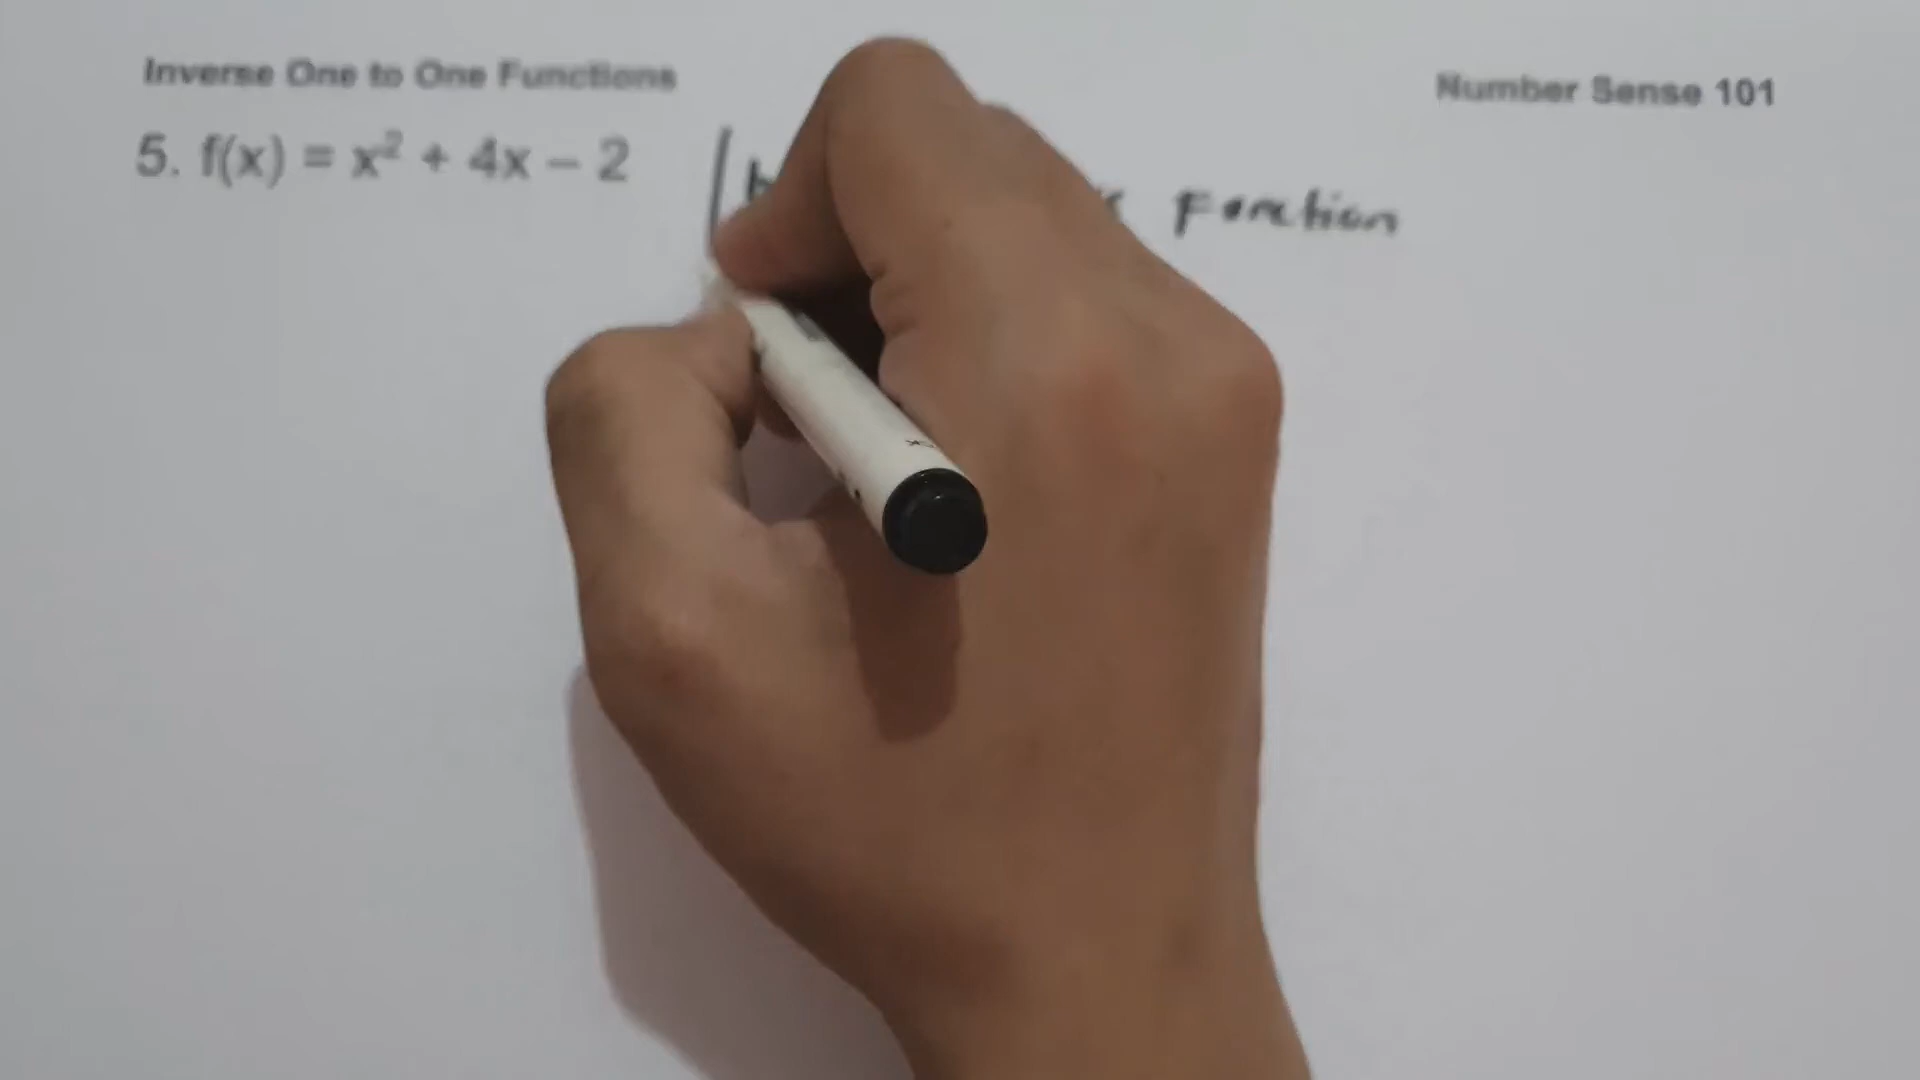 Inverse One to One Functions
Number Sense 101
5. f(x) = x² + 4x – 2
Function